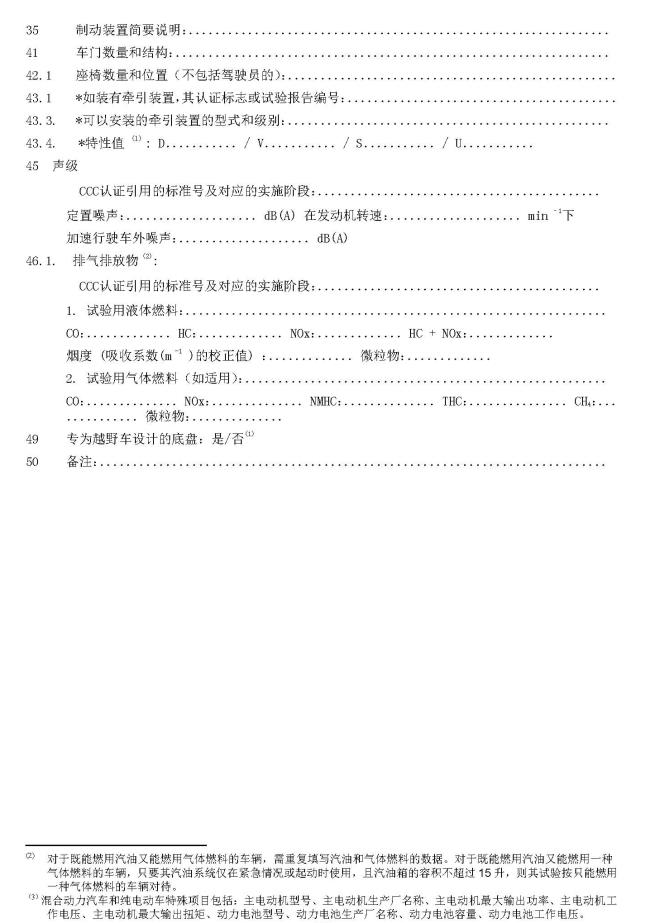 35 制动装置简要说明:................................................................
41 车门数量和结构:..................................................................
42.1 座椅数量和位置（不包括驾驶员的）:..................................................
43.1 *如装有牵引装置,其认证标志或试验报告编号:.........................................
43.3. *可以安装的牵引装置的型式和级别:..................................................
43.4. *特性值 ⁽¹⁾: D........... / V........... / S........... / U...........
45 声级
CCC认证引用的标准号及对应的实施阶段:...........................................
定置噪声:.................... dB(A) 在发动机转速:.................... min ⁻¹下
加速行驶车外噪声:.................... dB(A)
46.1. 排气排放物 ⁽²⁾:
CCC认证引用的标准号及对应的实施阶段:...........................................
1. 试验用液体燃料:................................................................
CO:............. HC:............. NOx:............. HC + NOx:.............
烟度 (吸收系数(m⁻¹ )的校正值) :............. 微粒物:.............
2. 试验用气体燃料（如适用）:.......................................................
CO:.............. NOx:.............. NMHC:.............. THC:............... CH₄:...
........... 微粒物:..............
49 专为越野车设计的底盘: 是/否⁽¹⁾
50 备注:.............................................................................
⁽²⁾ 对于既能燃用汽油又能燃用气体燃料的车辆，需重复填写汽油和气体燃料的数据。对于既能燃用汽油又能燃用一种
气体燃料的车辆，只要其汽油系统仅在紧急情况或起动时使用，且汽油箱的容积不超过 15 升，则其试验按只能燃用
一种气体燃料的车辆对待。
⁽³⁾ 混合动力汽车和纯电动车特殊项目包括：主电动机型号、主电动机生产厂名称、主电动机最大输出功率、主电动机工
作电压、主电动机最大输出扭矩、动力电池型号、动力电池生产厂名称、动力电池容量、动力电池工作电压。